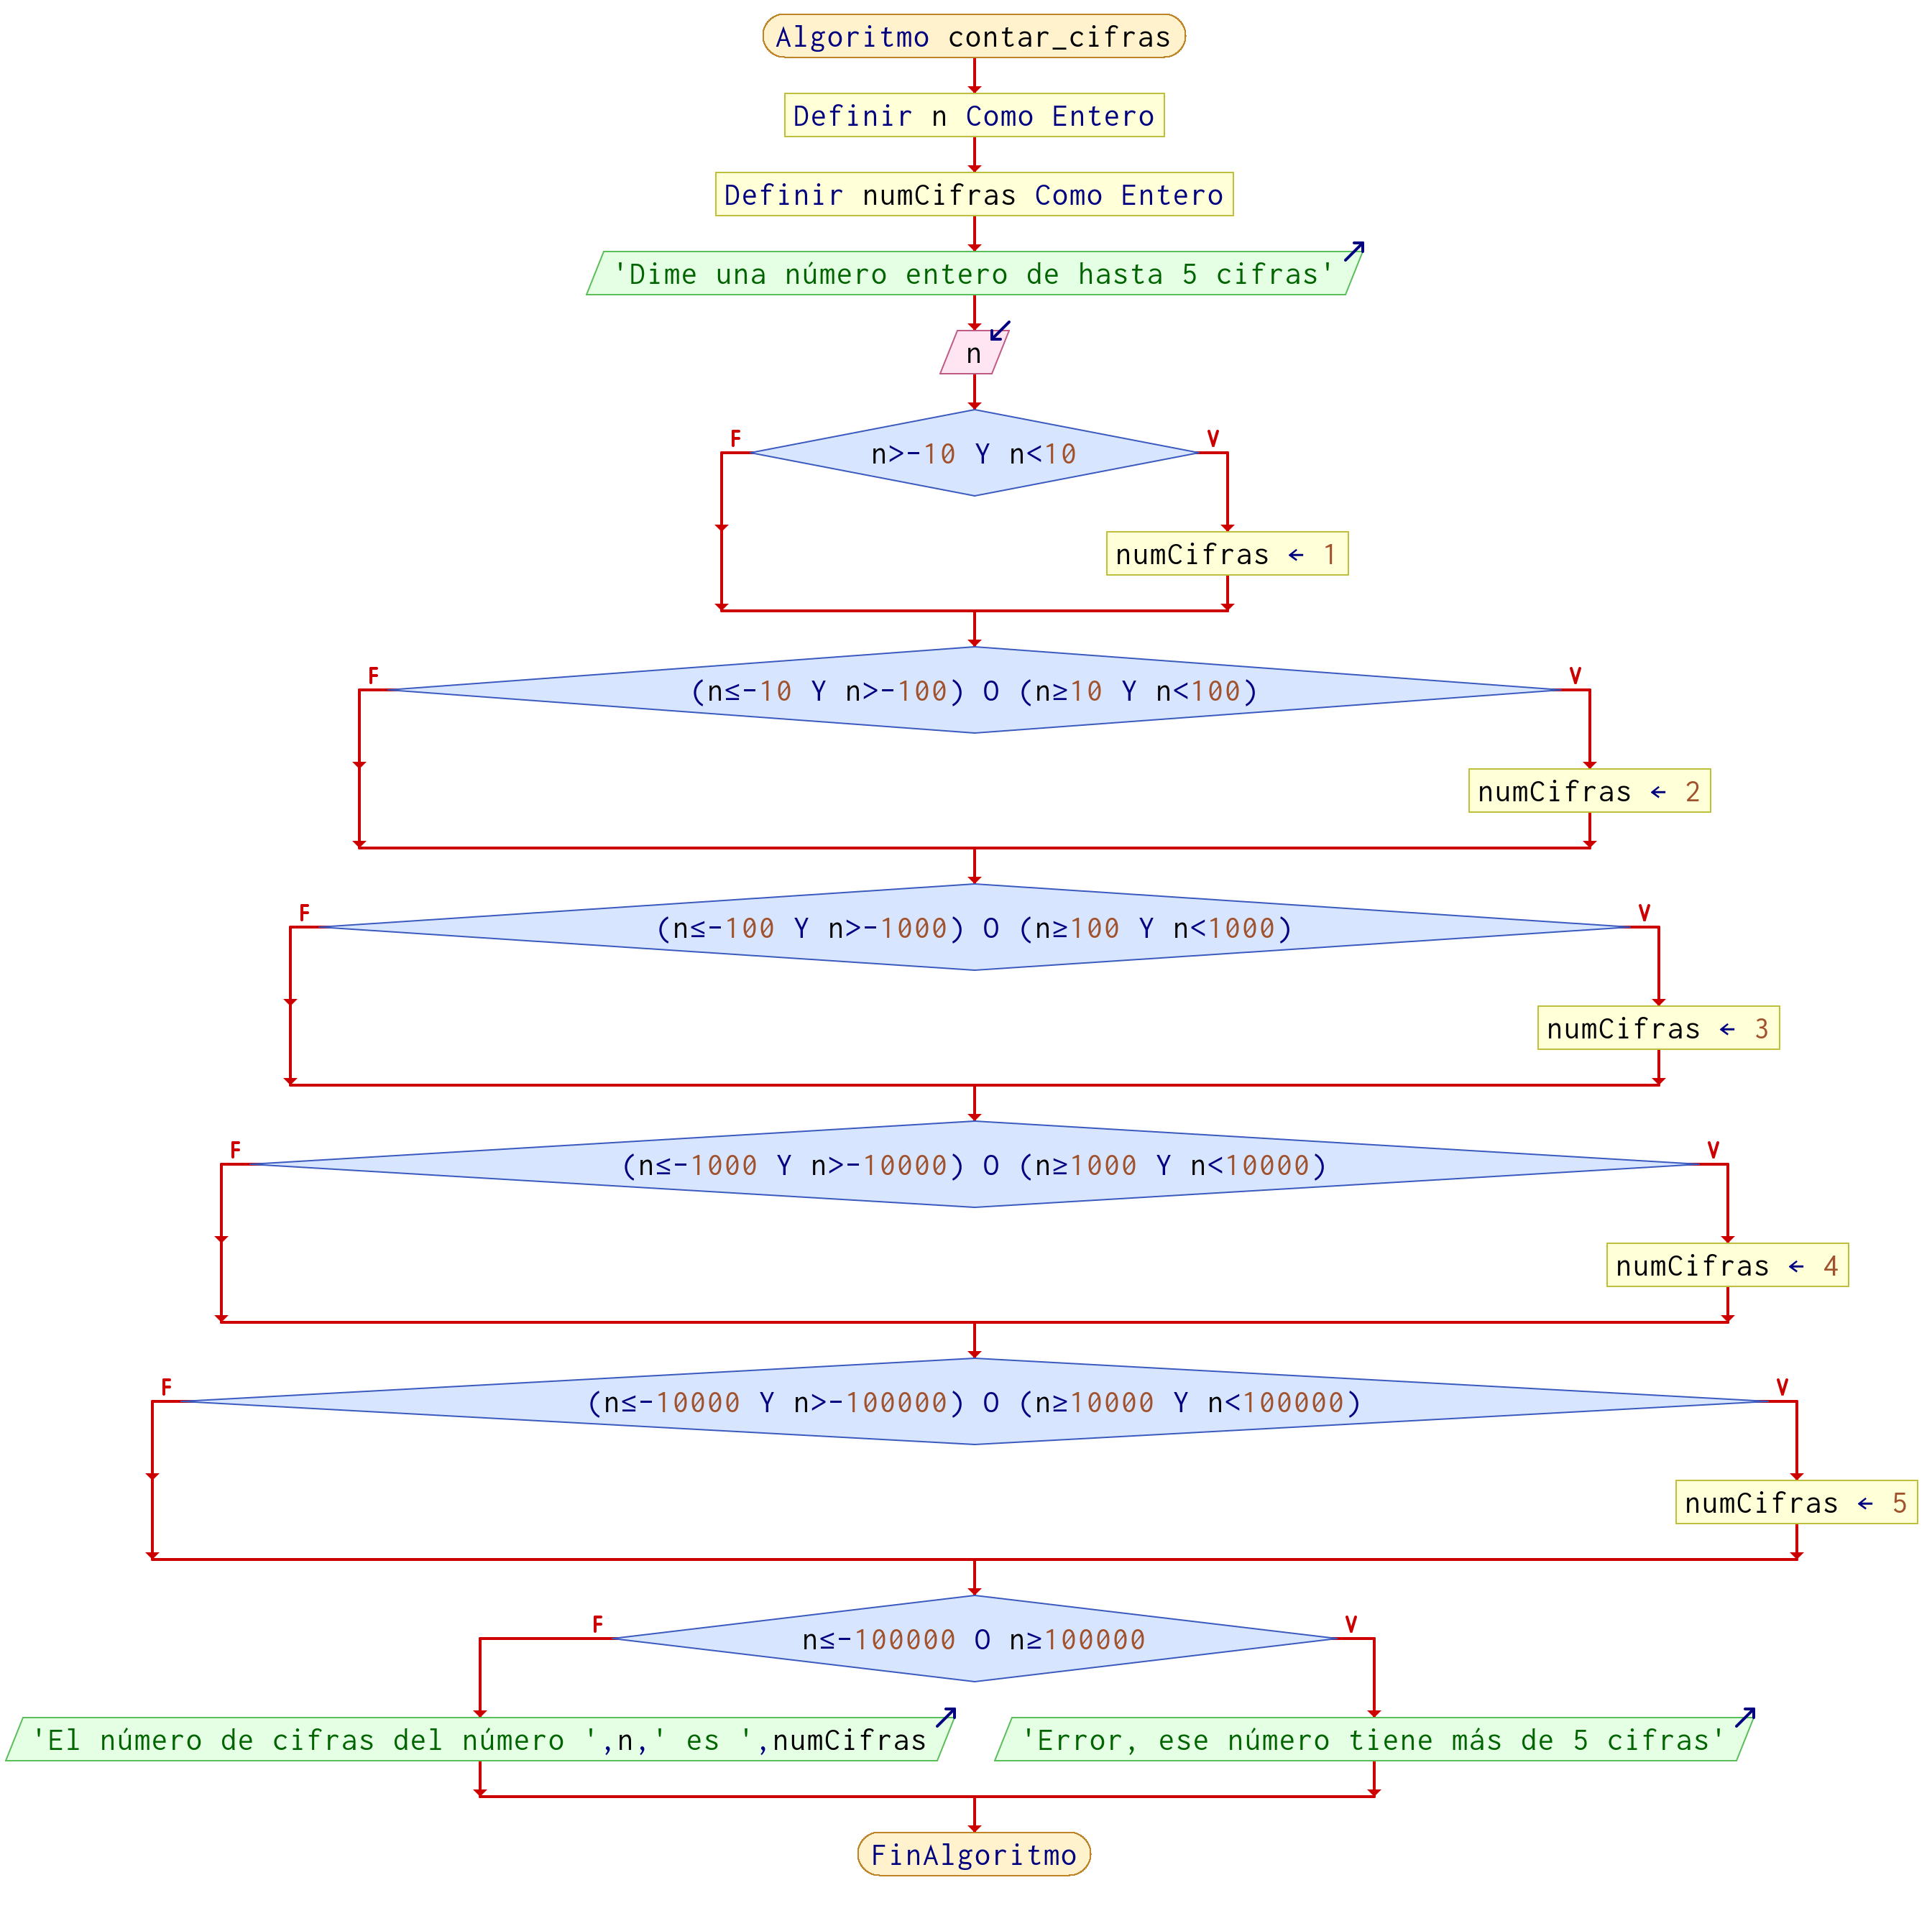 Algoritmo contar_cifras
Definir n Como Entero
Definir numCifras Como Entero
'Dime una número entero de hasta 5 cifras'
n
F
V
n>-10 Y n<10
numCifras ← 1
F
V
(n≤-10 Y n>-100) O (n≥10 Y n<100)
numCifras ← 2
F
V
(n≤-100 Y n>-1000) O (n≥100 Y n<1000)
numCifras ← 3
F
V
(n≤-1000 Y n>-10000) O (n≥1000 Y n<10000)
numCifras ← 4
F
V
(n≤-10000 Y n>-100000) O (n≥10000 Y n<100000)
numCifras ← 5
F
V
n≤-100000 O n≥100000
'El número de cifras del número ',n,' es ',numCifras
'Error, ese número tiene más de 5 cifras'
FinAlgoritmo